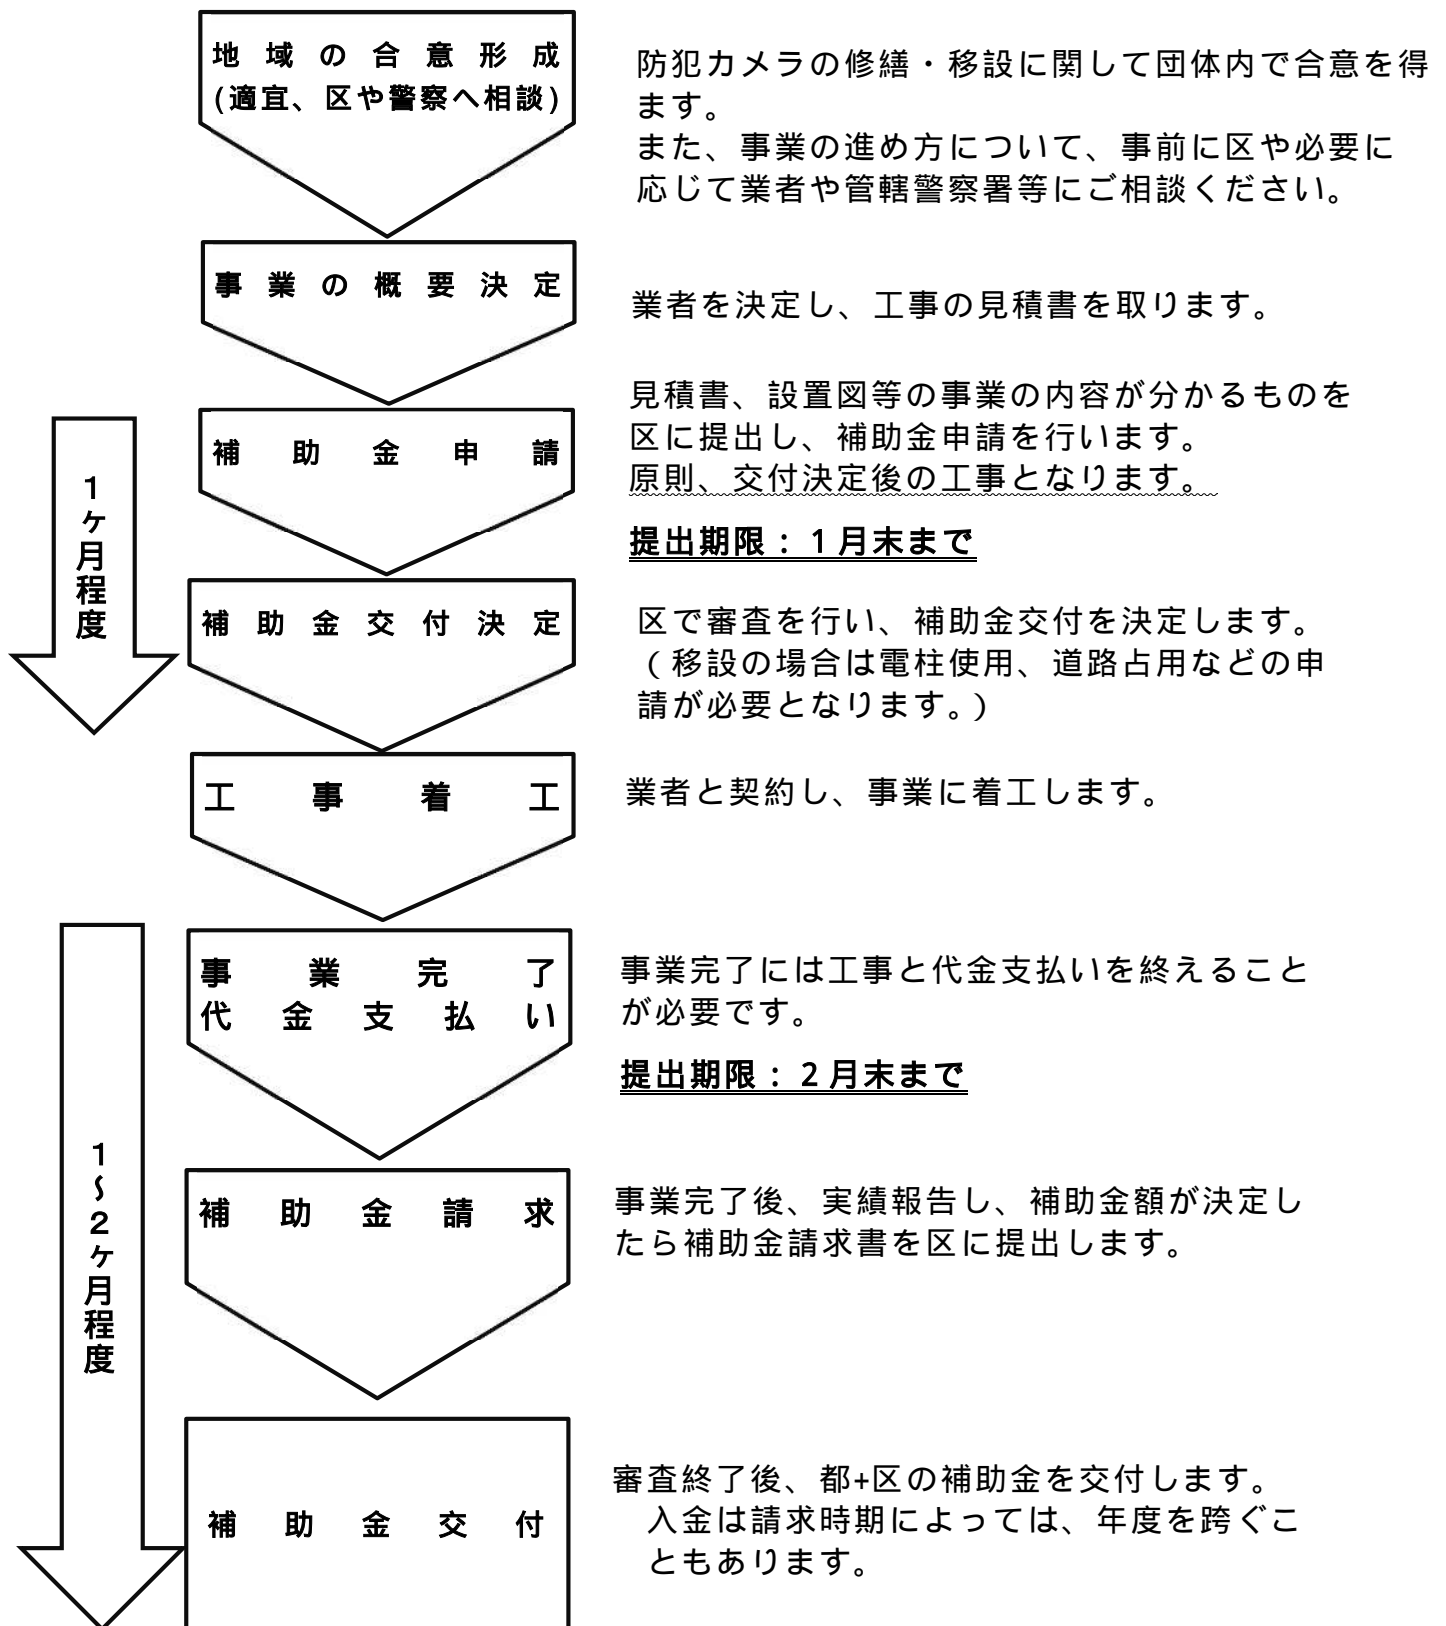 地域の合意形成
(適宜、区や警察へ相談)
防犯カメラの修繕・移設に関して団体内で合意を得
ます。
また、事業の進め方について、事前に区や必要に
応じて業者や管轄警察署等にご相談ください。
事業の概要決定
業者を決定し、工事の見積書を取ります。
補助金申請
見積書、設置図等の事業の内容が分かるものを
区に提出し、補助金申請を行います。
原則、交付決定後の工事となります。
提出期限：１月末まで
1ヶ月程度
補助金交付決定
区で審査を行い、補助金交付を決定します。
（移設の場合は電柱使用、道路占用などの申
請が必要となります。）
工事着工
業者と契約し、事業に着工します。
事業完了
代金支払い
事業完了には工事と代金支払いを終えること
が必要です。
提出期限：２月末まで
1～2ヶ月程度
補助金請求
事業完了後、実績報告し、補助金額が決定し
たら補助金請求書を区に提出します。
補助金交付
審査終了後、都+区の補助金を交付します。
入金は請求時期によっては、年度を跨ぐこ
ともあります。